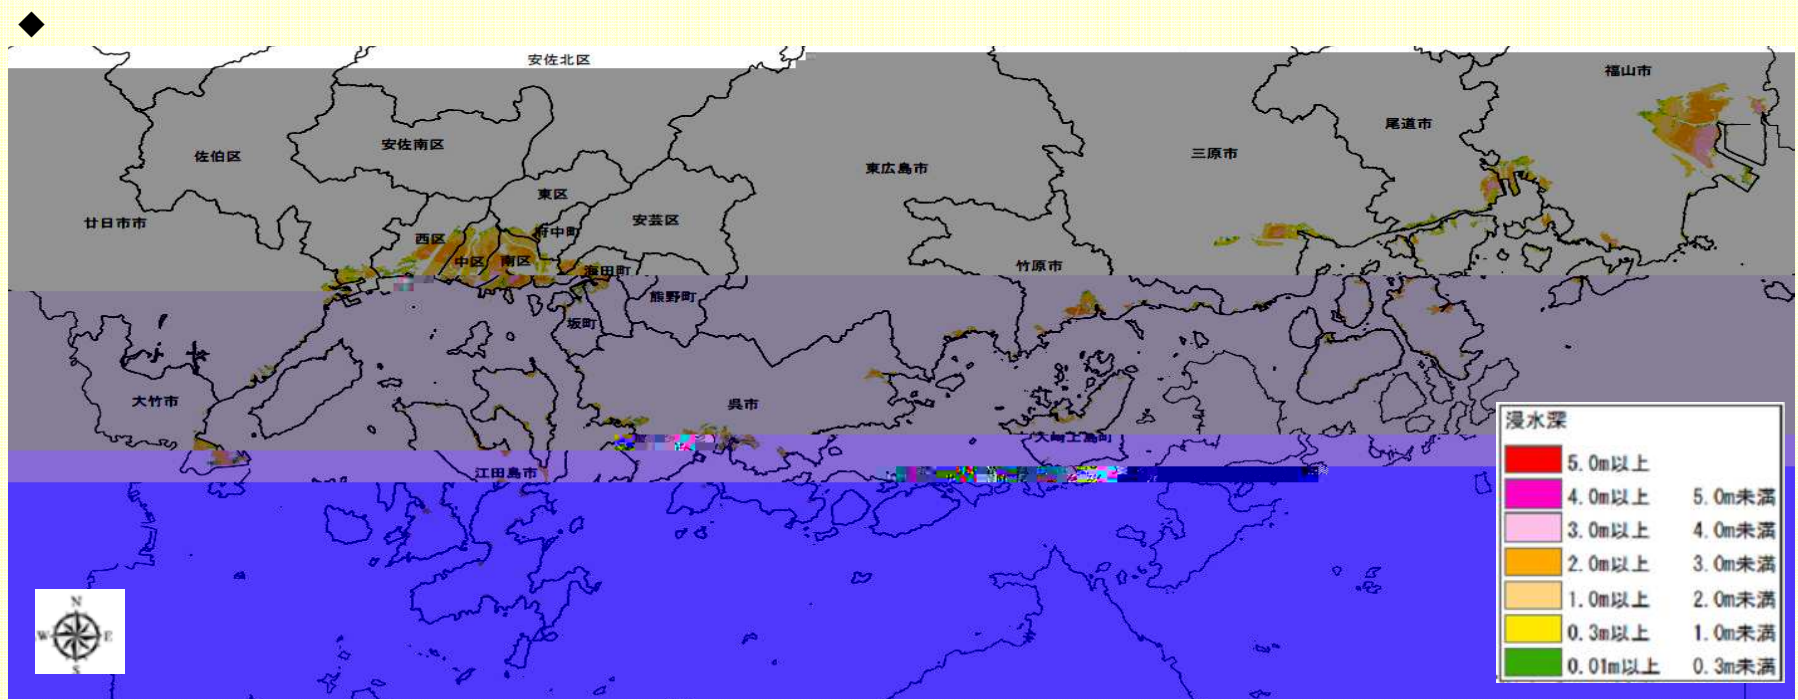 ◆
安佐北区
福山市
尾道市
安佐南区
佐伯区
三原市
東広島市
東区
安芸区
廿日市市
府中町
西区
中区
南区
竹原市
海田町
熊野町
坂町
大竹市
呉市
大崎上島町
江田島市
浸水深
5.0m以上
4.0m以上 5.0m未満
3.0m以上 4.0m未満
2.0m以上 3.0m未満
1.0m以上 2.0m未満
0.3m以上 1.0m未満
0.01m以上 0.3m未満
N
W E
S